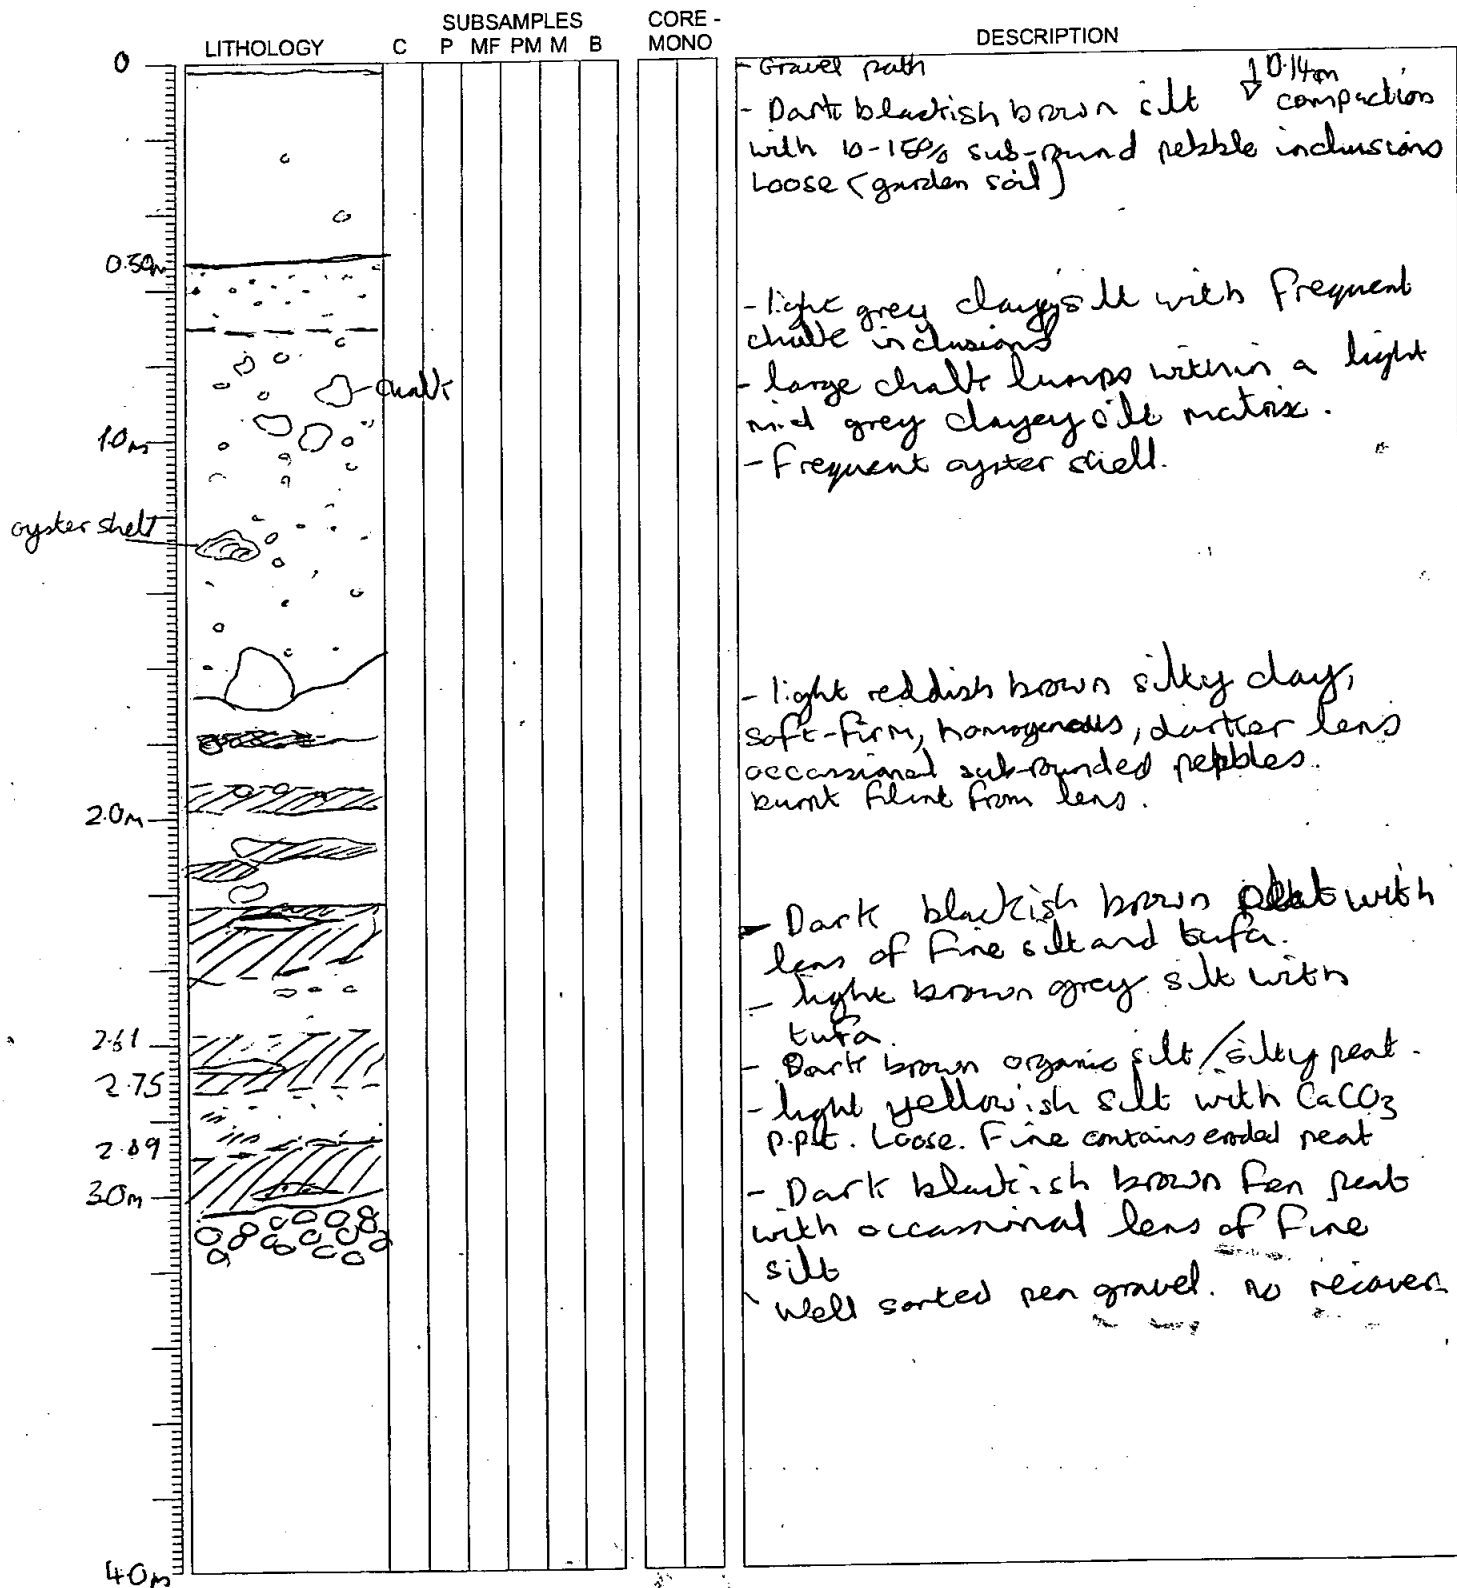 SUBSAMPLES
CORE -
LITHOLOGY C P MF PM M B MONO DESCRIPTION
0
- Gravel path
0.14m
- Dark blackish brown silt compaction
with 10-15% sub-round pebble inclusions
Loose (garden soil)
0.50m
- light grey clayey silt with frequent
chalk inclusions
- large chalk lumps within a light
chalk
mid grey clayey silt matrix.
1.0m
- Frequent oyster shell.
oyster shell
- light reddish brown silty clay,
soft-firm, homogenous, darker lens
occassional sub-rounded pebbles.
burnt flint from lens.
2.0m
- Dark blackish brown peat with
lens of fine silt and tufa.
- light brown grey silt with
tufa.
2.61
- Dark brown organic silt/silty peat.
2.75
- light yellowish silt with CaCO3
p.pt. Loose. Fine contains eroded peat
2.89
3.0m
- Dark blackish brown fen peat
with occassional lens of fine
silt
- Well sorted pea gravel. no recover
4.0m